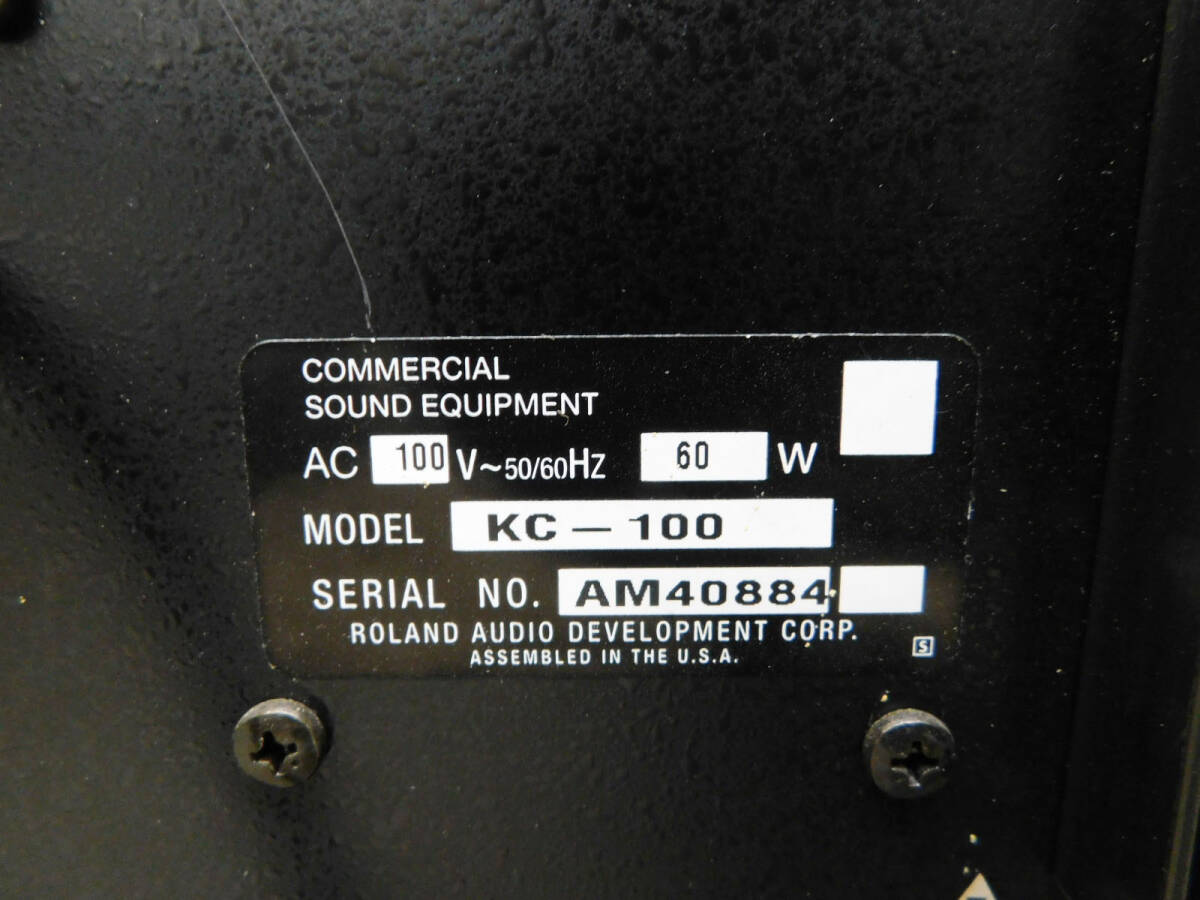 COMMERCIAL
SOUND EQUIPMENT
AC 100 V~50/60Hz 60 W
MODEL KC-100
SERIAL NO. AM40884
ROLAND AUDIO DEVELOPMENT CORP.
S
ASSEMBLED IN THE U.S.A.